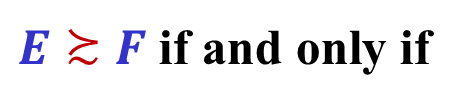 E ≿ F if and only if